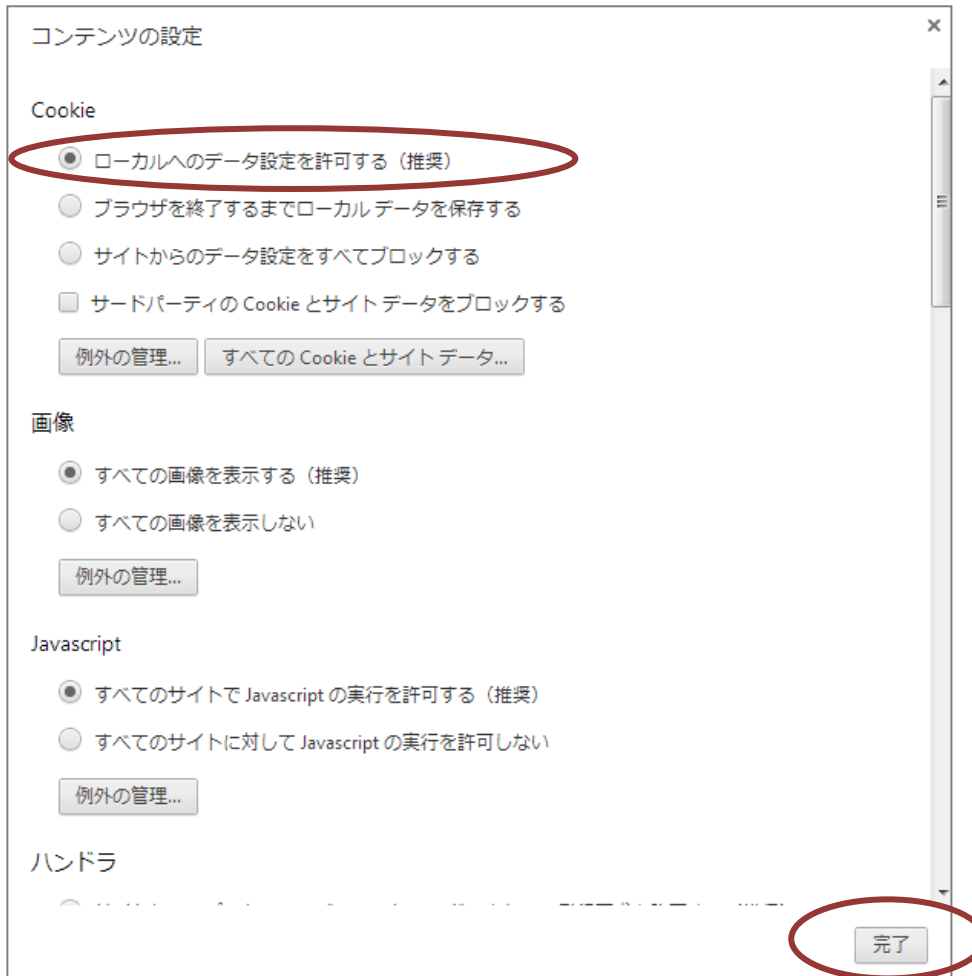 コンテンツの設定
×
Cookie
ローカルへのデータ設定を許可する（推奨）
ブラウザを終了するまでローカル データを保存する
サイトからのデータ設定をすべてブロックする
サードパーティの Cookie とサイト データをブロックする
例外の管理... すべての Cookie とサイト データ...
画像
すべての画像を表示する（推奨）
すべての画像を表示しない
例外の管理...
Javascript
すべてのサイトで Javascript の実行を許可する（推奨）
すべてのサイトに対して Javascript の実行を許可しない
例外の管理...
ハンドラ
完了